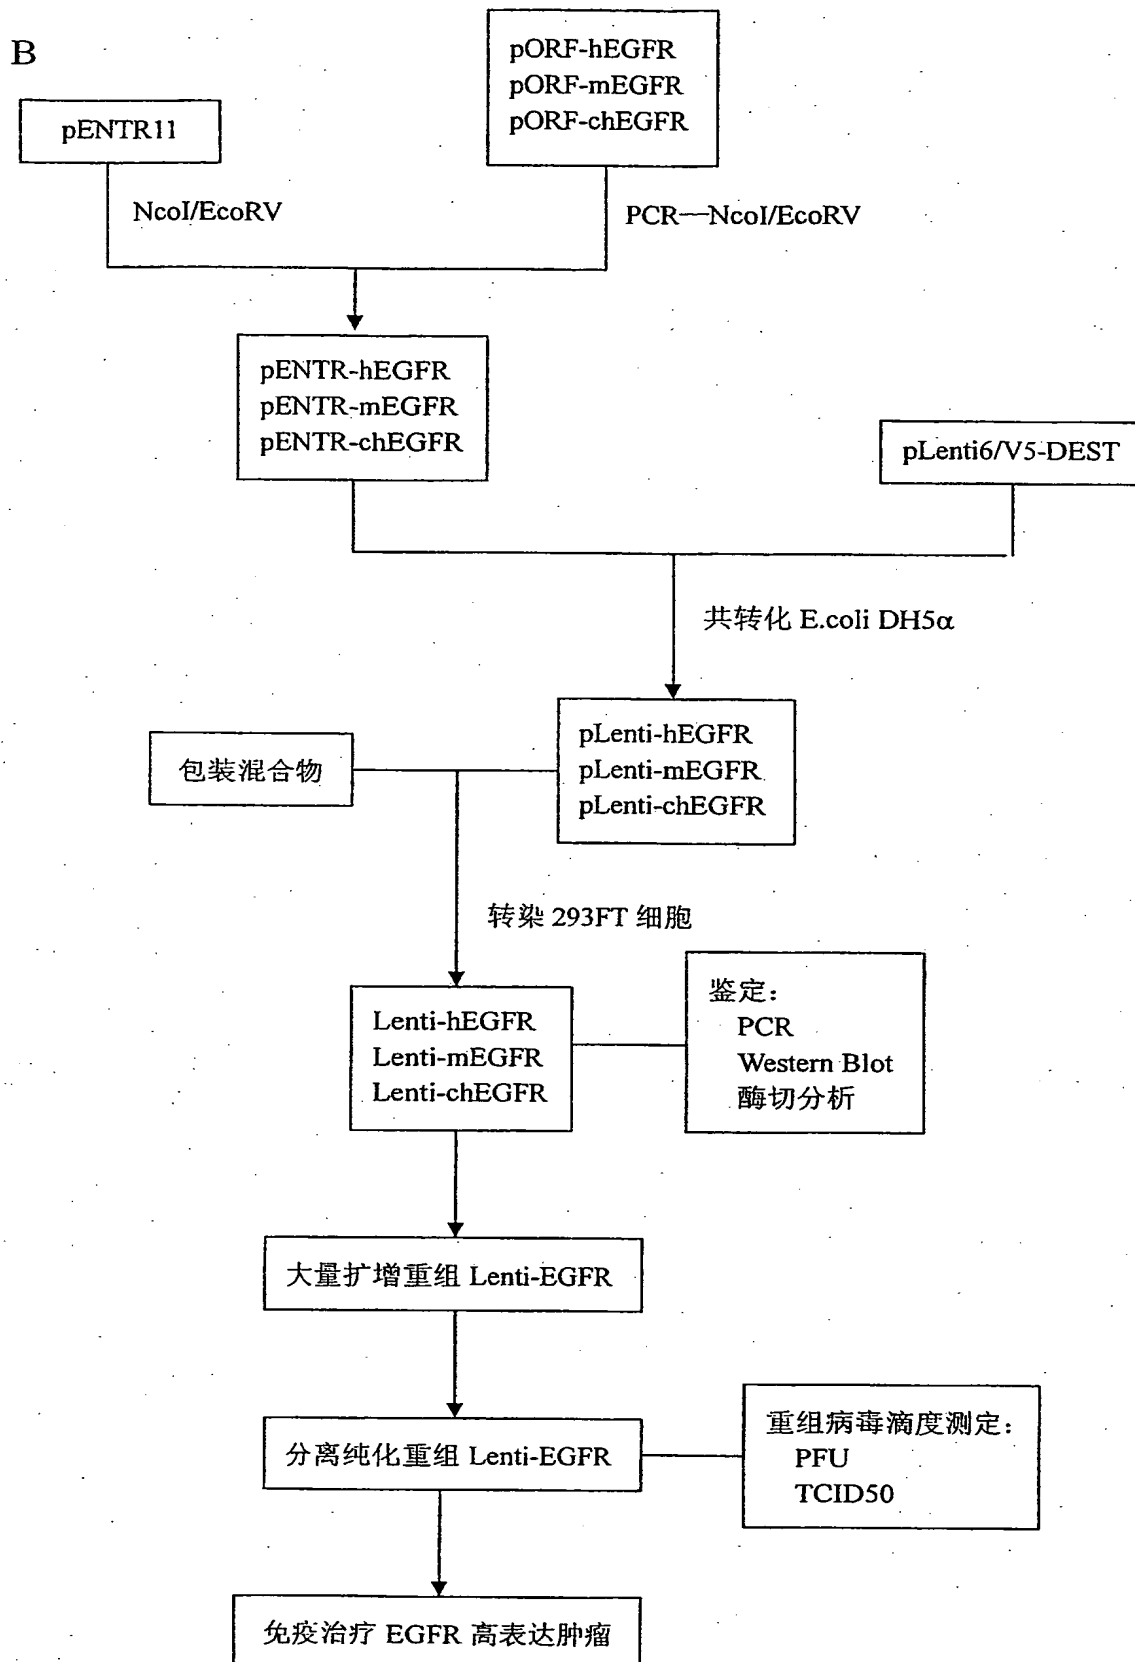 B
pORF-hEGFR
pORF-mEGFR
pORF-chEGFR
pENTR11
NcoI/EcoRV
PCR—NcoI/EcoRV
pENTR-hEGFR
pENTR-mEGFR
pENTR-chEGFR
pLenti6/V5-DEST
共转化 E.coli DH5α
pLenti-hEGFR
pLenti-mEGFR
pLenti-chEGFR
包装混合物
转染 293FT 细胞
Lenti-hEGFR
Lenti-mEGFR
Lenti-chEGFR
鉴定：
PCR
Western Blot
酶切分析
大量扩增重组 Lenti-EGFR
分离纯化重组 Lenti-EGFR
重组病毒滴度测定：
PFU
TCID50
免疫治疗 EGFR 高表达肿瘤